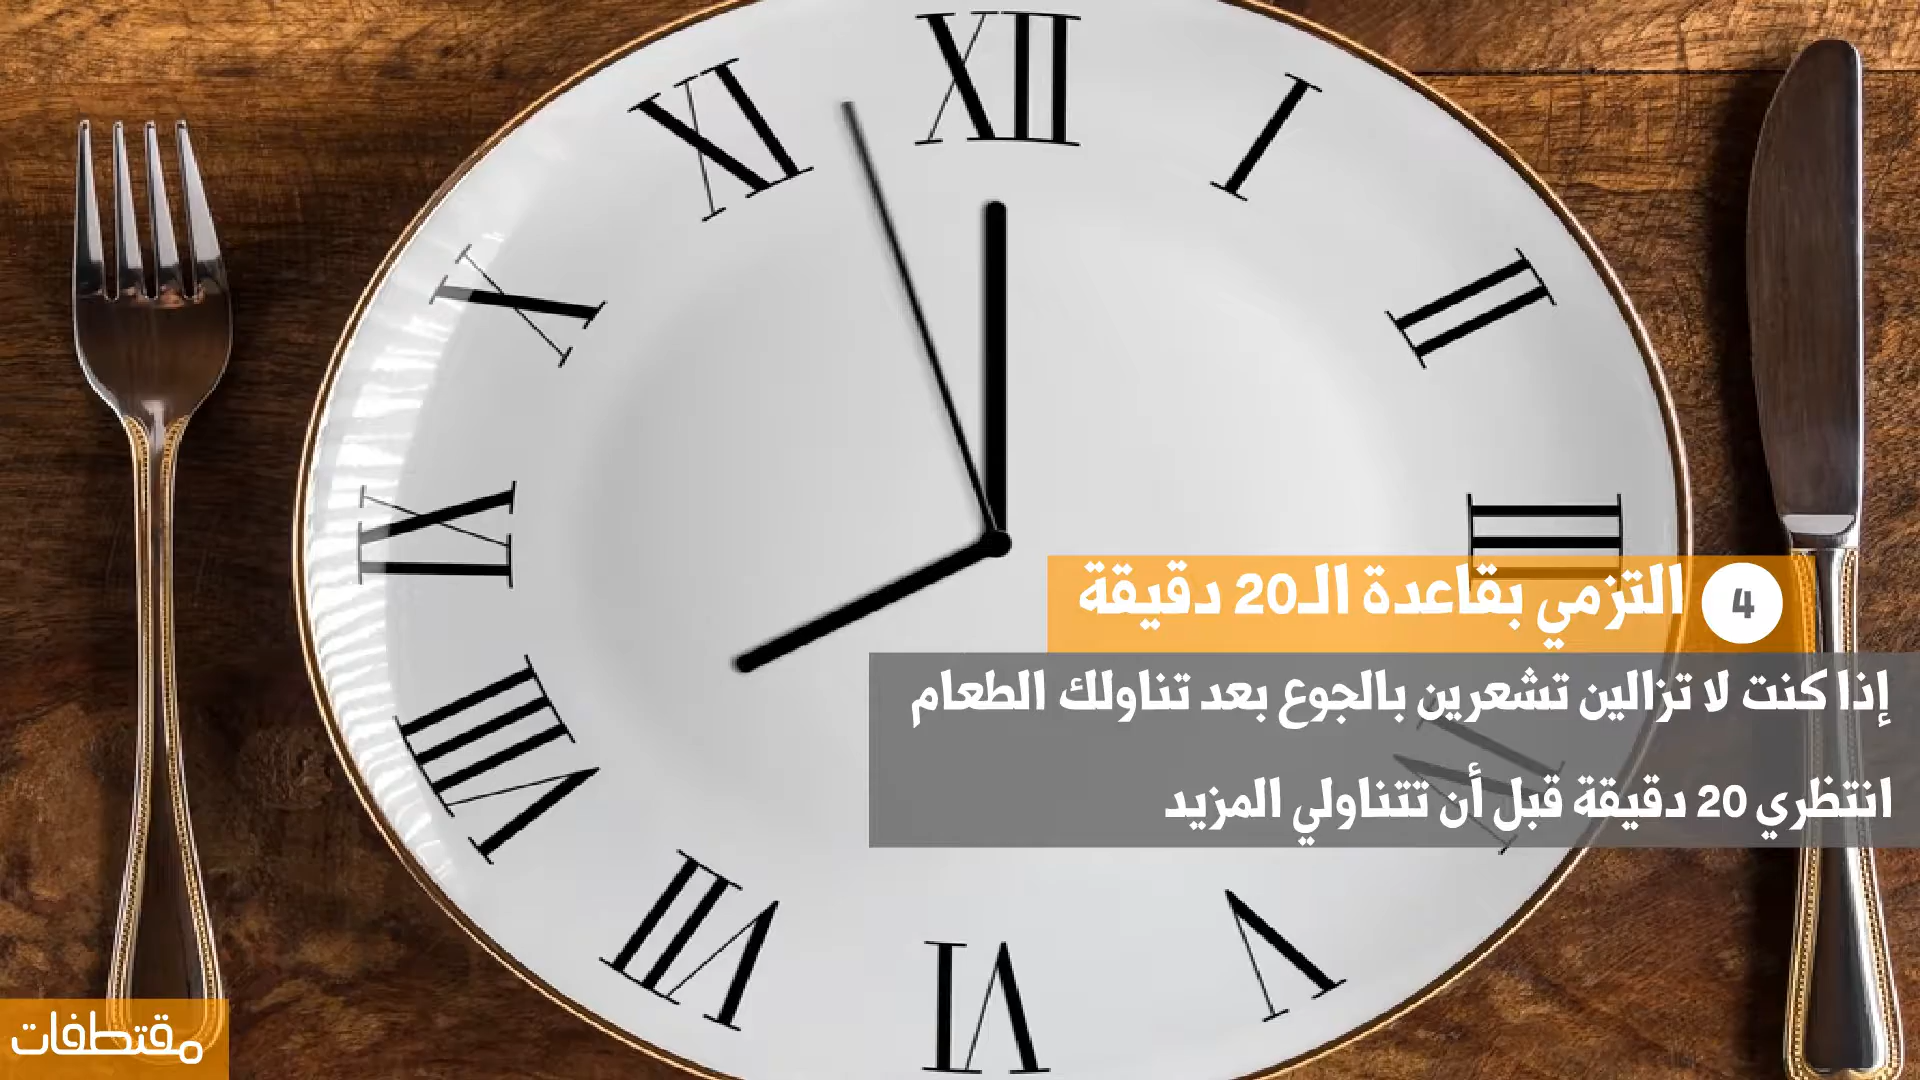 XII
I
II
III
IV
V
VI
VII
VIII
IX
X
XI
4
التزمي بقاعدة الـ20 دقيقة
إذا كنت لا تزالين تشعرين بالجوع بعد تناولك الطعام
انتظري 20 دقيقة قبل أن تتناولي المزيد
مقتطفات